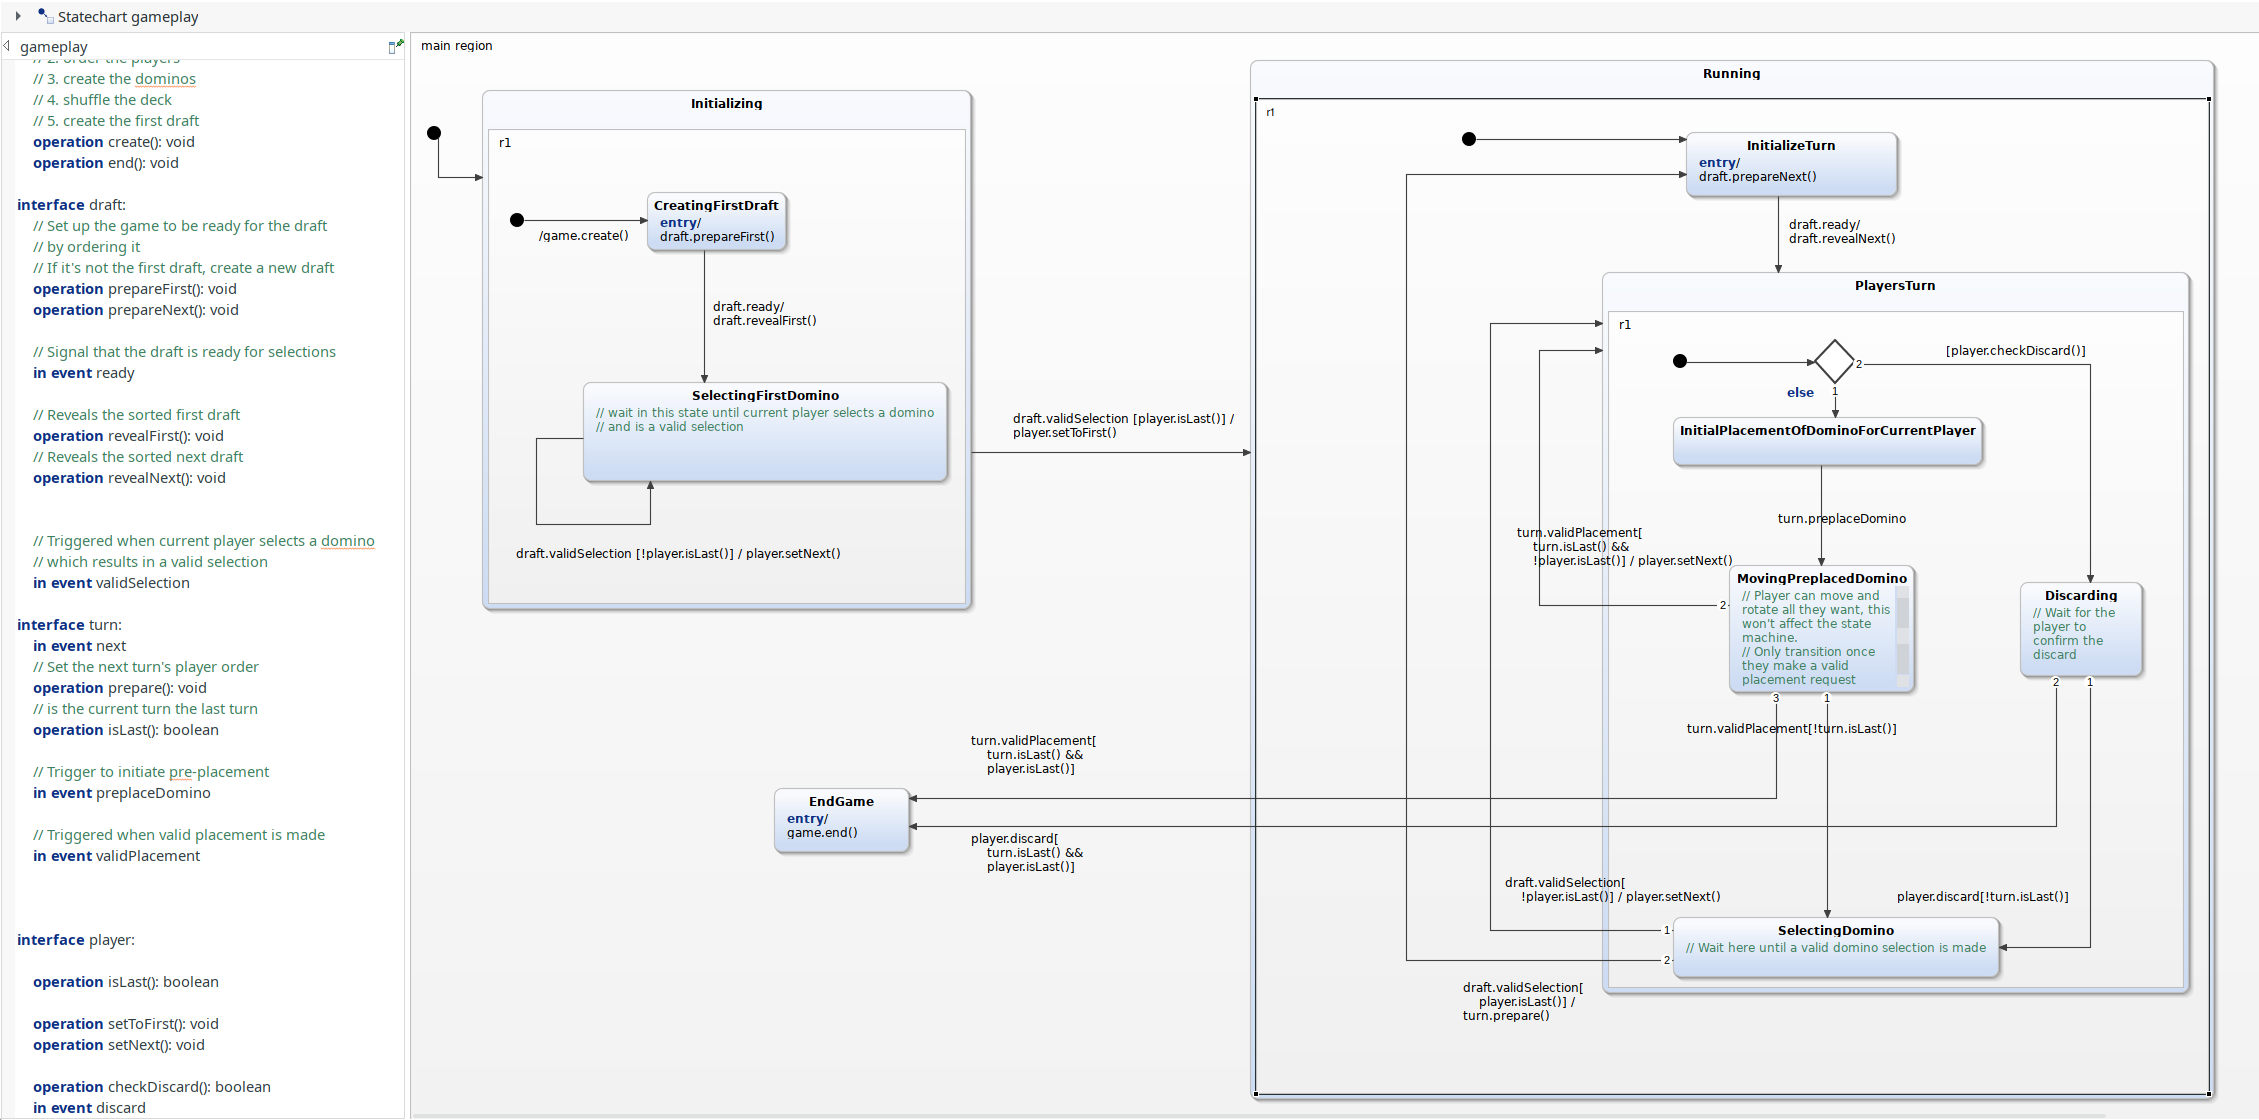 Statechart gameplay
gameplay
// 2. order the players
// 3. create the dominos
// 4. shuffle the deck
// 5. create the first draft
operation create(): void
operation end(): void
interface draft:
// Set up the game to be ready for the draft
// by ordering it
// If it's not the first draft, create a new draft
operation prepareFirst(): void
operation prepareNext(): void
// Signal that the draft is ready for selections
in event ready
// Reveals the sorted first draft
operation revealFirst(): void
// Reveals the sorted next draft
operation revealNext(): void
// Triggered when current player selects a domino
// which results in a valid selection
in event validSelection
interface turn:
in event next
// Set the next turn's player order
operation prepare(): void
// is the current turn the last turn
operation isLast(): boolean
// Trigger to initiate pre-placement
in event preplaceDomino
// Triggered when valid placement is made
in event validPlacement
interface player:
operation isLast(): boolean
operation setToFirst(): void
operation setNext(): void
operation checkDiscard(): boolean
in event discard
main region
Initializing
r1
/game.create()
CreatingFirstDraft
entry/
draft.prepareFirst()
draft.ready/
draft.revealFirst()
SelectingFirstDomino
// wait in this state until current player selects a domino
// and is a valid selection
draft.validSelection [!player.isLast()] / player.setNext()
draft.validSelection [player.isLast()] /
player.setToFirst()
Running
r1
InitializeTurn
entry/
draft.prepareNext()
draft.ready/
draft.revealNext()
PlayersTurn
r1
[player.checkDiscard()]
2
else
1
InitialPlacementOfDominoForCurrentPlayer
turn.preplaceDomino
turn.validPlacement[
turn.isLast() &&
!player.isLast()] / player.setNext()
2
MovingPreplacedDomino
// Player can move and
rotate all they want, this
won't affect the state
machine.
// Only transition once
they make a valid
placement request
3
1
Discarding
// Wait for the
player to
confirm the
discard
2
1
turn.validPlacement[!turn.isLast()]
turn.validPlacement[
turn.isLast() &&
player.isLast()]
EndGame
entry/
game.end()
player.discard[
turn.isLast() &&
player.isLast()]
draft.validSelection[
!player.isLast()] / player.setNext()
player.discard[!turn.isLast()]
1
2
SelectingDomino
// Wait here until a valid domino selection is made
draft.validSelection[
player.isLast()] /
turn.prepare()